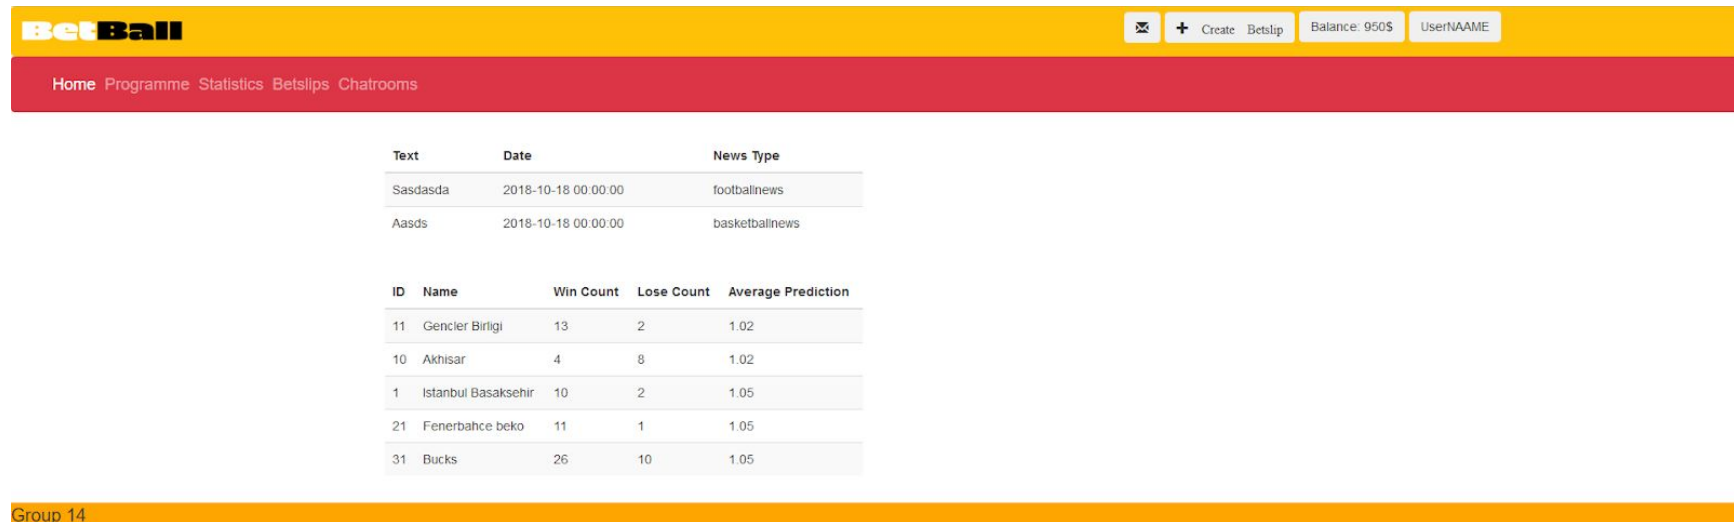 BetBall Create Betslip Balance: 950$ UserNAAME
Home Programme Statistics Betslips Chatrooms
Text Date News Type
Sasdasda 2018-10-18 00:00:00 footballnews
Aasds 2018-10-18 00:00:00 basketballnews
ID Name Win Count Lose Count Average Prediction
11 Gencler Birligi 13 2 1.02
10 Akhisar 4 8 1.02
1 Istanbul Basaksehir 10 2 1.05
21 Fenerbahce beko 11 1 1.05
31 Bucks 26 10 1.05
Group 14